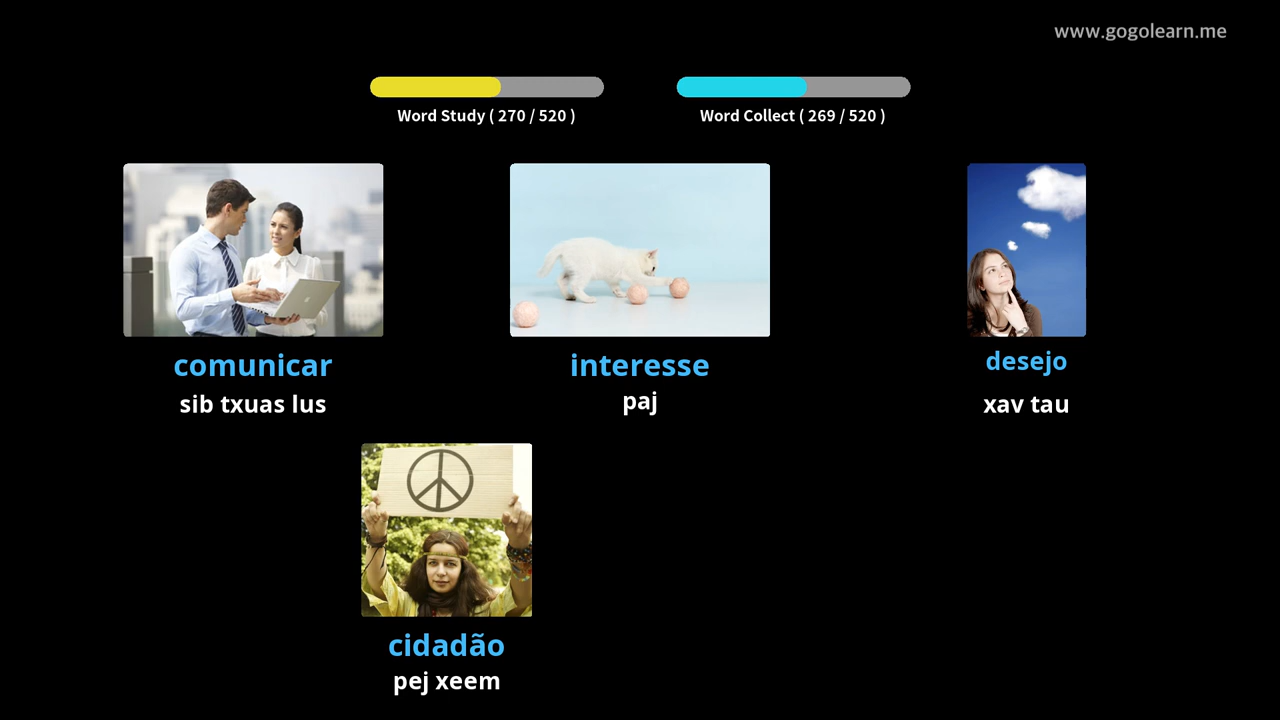 www.gogolearn.me
Word Study ( 270 / 520 )
Word Collect ( 269 / 520 )
comunicar
sib txuas lus
interesse
paj
desejo
xav tau
cidadão
pej xeem